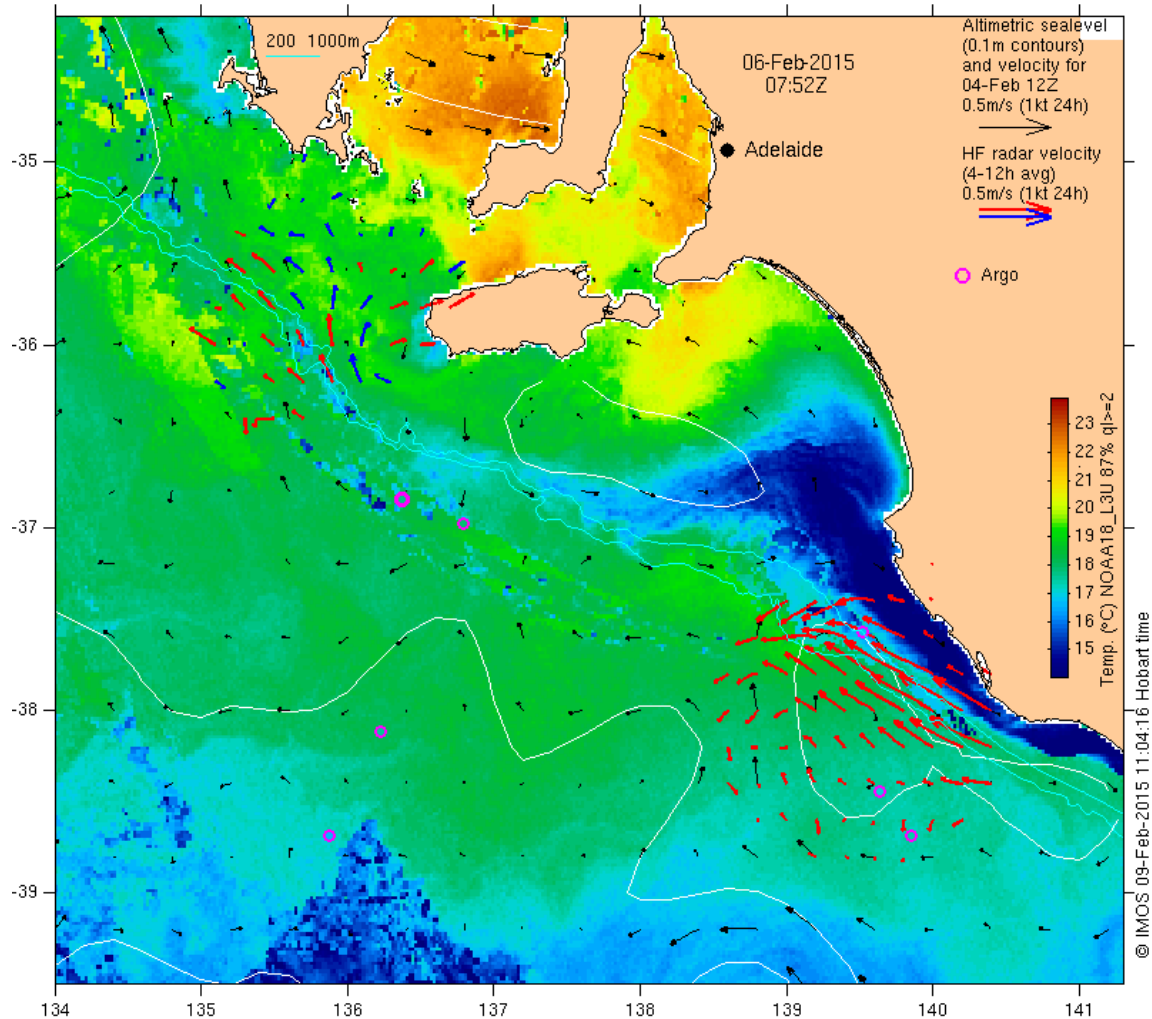 200 1000m
06-Feb-2015
07:52Z
Altimetric sealevel
(0.1m contours)
and velocity for
04-Feb 12Z
0.5m/s (1kt 24h)
HF radar velocity
(4-12h avg)
0.5m/s (1kt 24h)
Adelaide
Argo
-35
-36
-37
-38
-39
134
135
136
137
138
139
140
141
23
22
21
20
19
18
17
16
15
Temp. (°C) NOAA18_L3U 87% ql>=2
© IMOS 09-Feb-2015 11:04:16 Hobart time